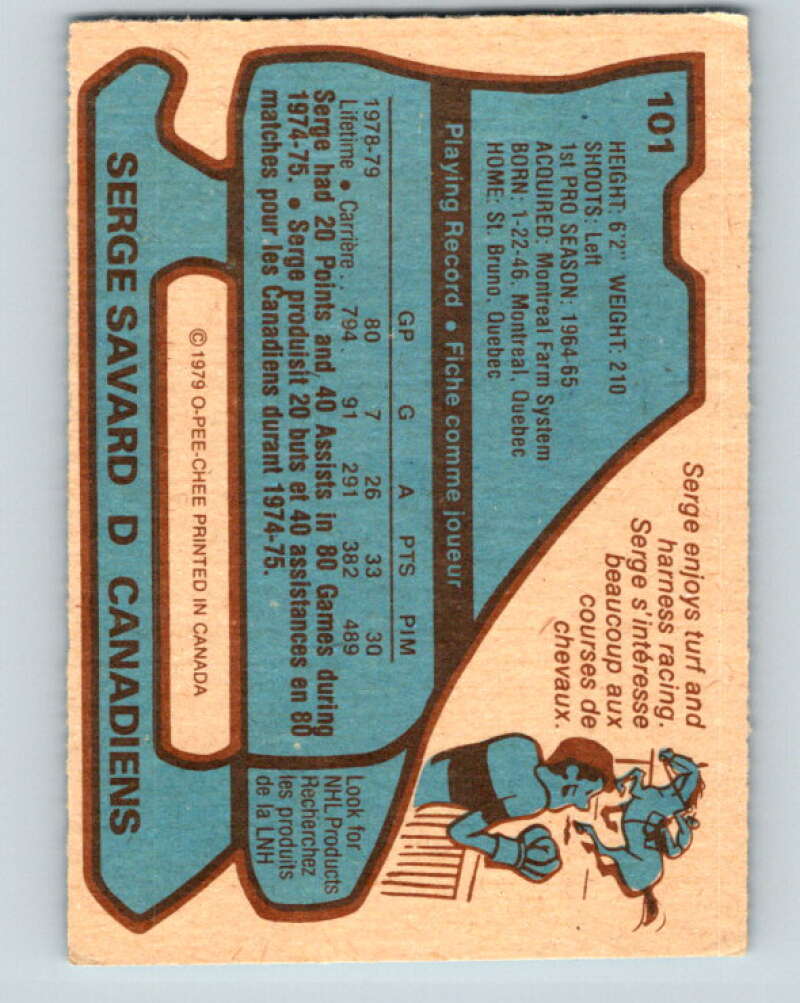 101
HEIGHT: 6'2" WEIGHT: 210
SHOOTS: Left
1st PRO SEASON: 1964-65
ACQUIRED: Montreal Farm System
BORN: 1-22-46, Montreal, Quebec
HOME: St. Bruno, Quebec
Serge enjoys turf and
harness racing.
Serge s'intéresse
beaucoup aux
courses de
chevaux.
Playing Record • Fiche comme joueur
GP G A PTS PIM
1978-79 80 7 26 33 30
Lifetime • Carrière . . 794 91 291 382 489
Serge had 20 Points and 40 Assists in 80 Games during
1974-75. • Serge produisit 20 buts et 40 assistances en 80
matches pour les Canadiens durant 1974-75.
Look for
NHL Products
Recherchez
les produits
de la LNH
©1979 O-PEE-CHEE PRINTED IN CANADA
SERGE SAVARD D CANADIENS